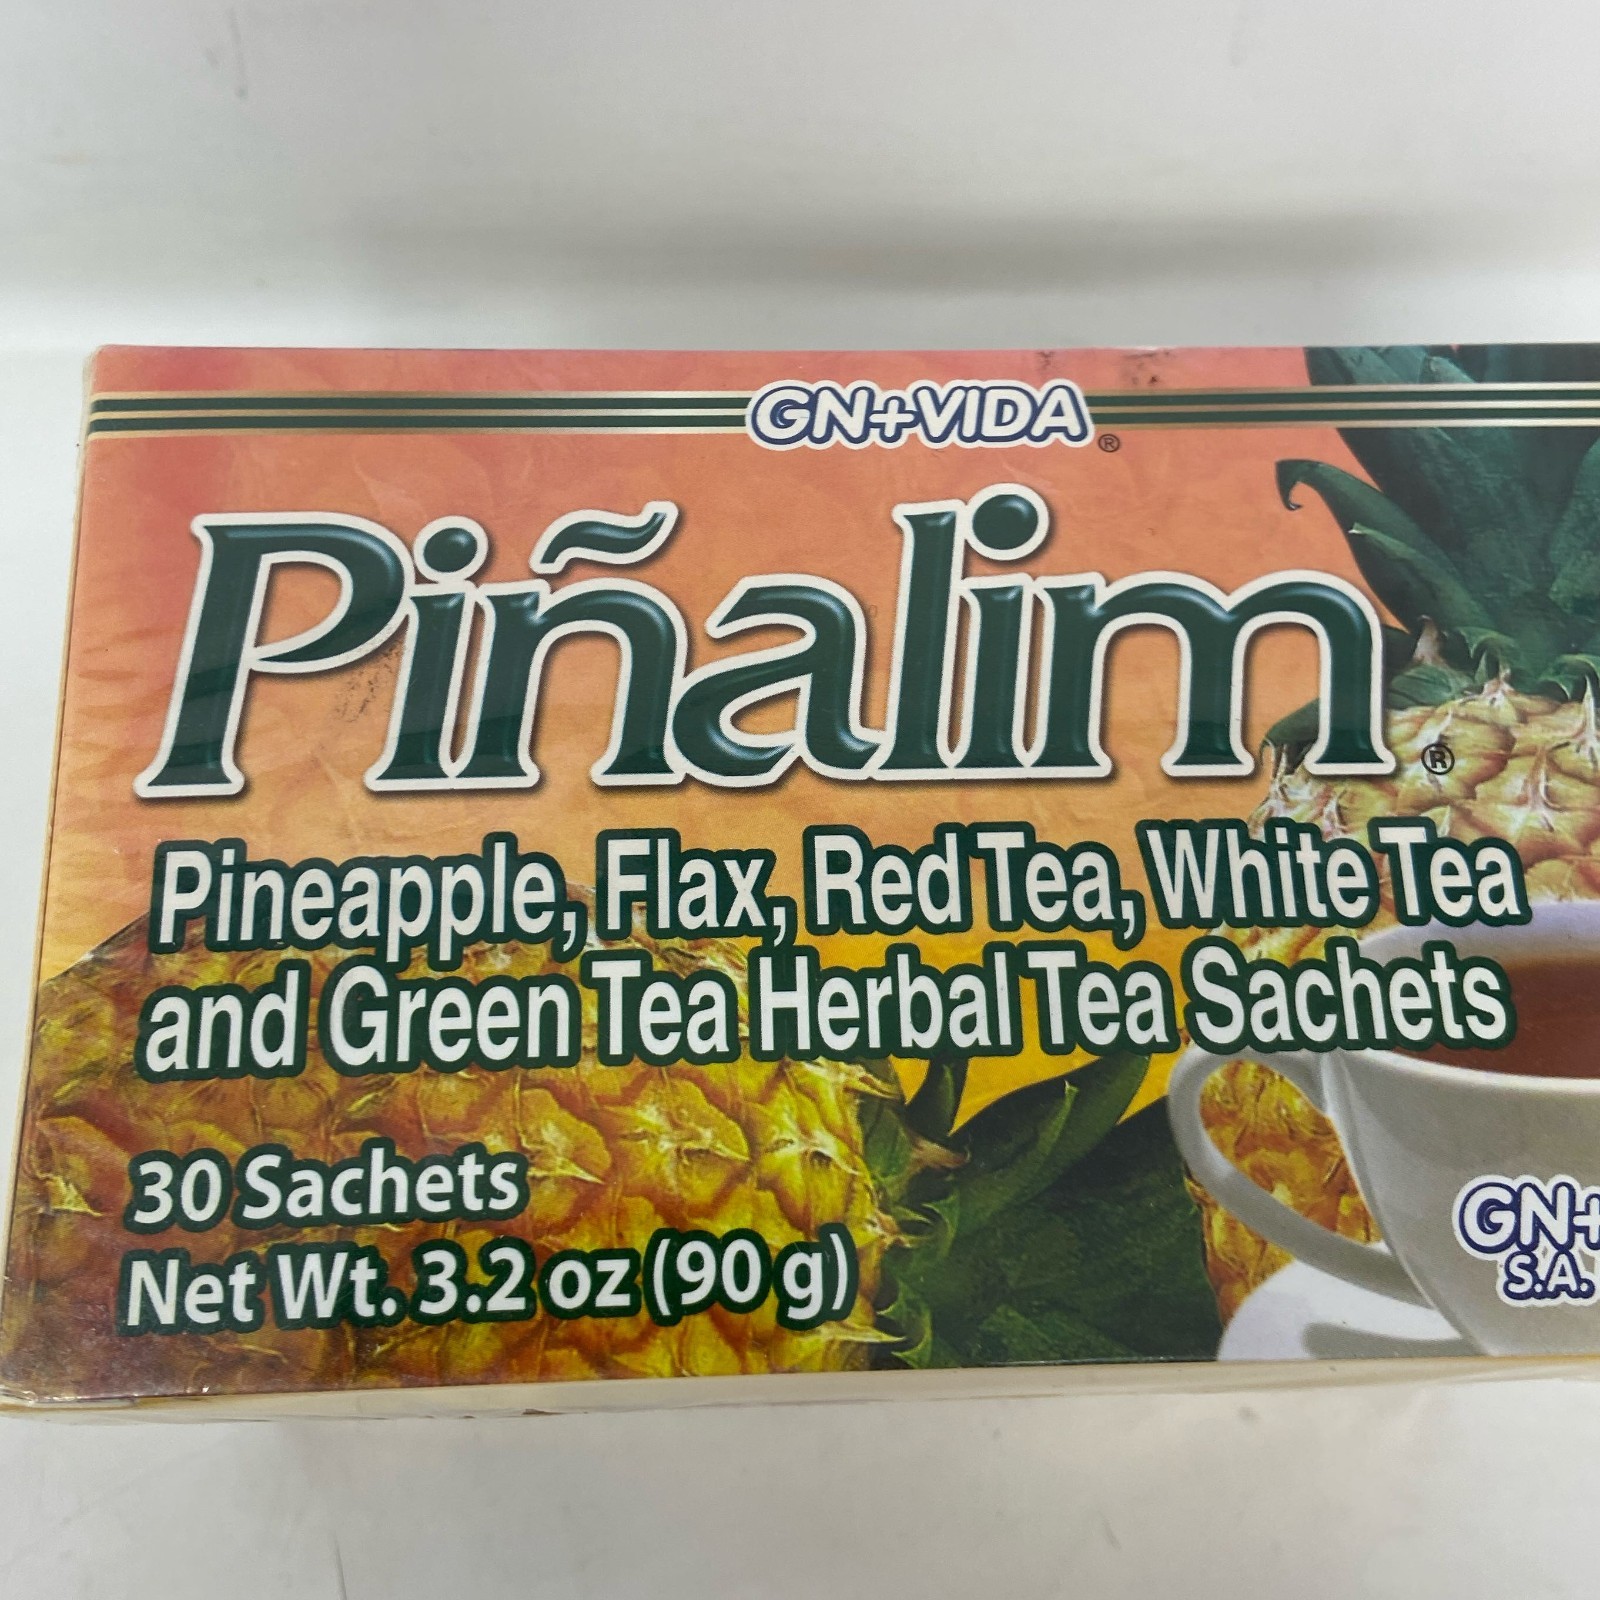 GN+VIDA®
Piñalim®
Pineapple, Flax, Red Tea, White Tea
and Green Tea Herbal Tea Sachets
30 Sachets
Net Wt. 3.2 oz (90 g)
GN+
S.A.